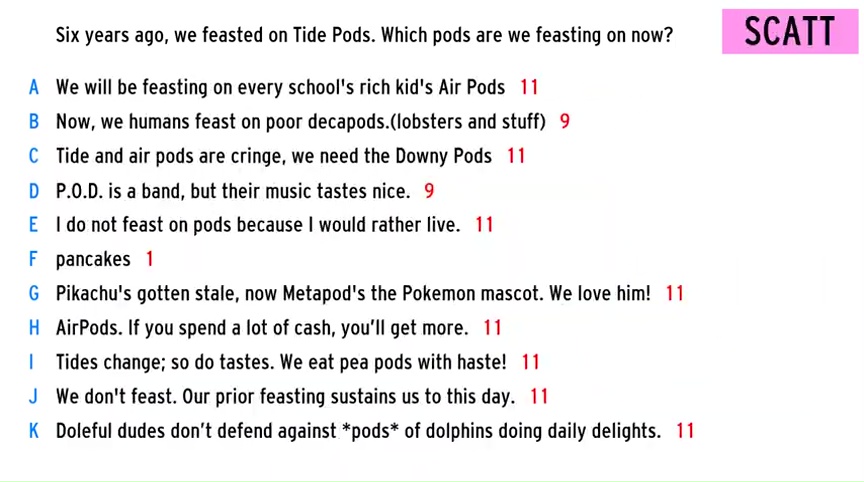 Six years ago, we feasted on Tide Pods. Which pods are we feasting on now?
SCATT
A We will be feasting on every school's rich kid's Air Pods 11
B Now, we humans feast on poor decapods.(lobsters and stuff) 9
C Tide and air pods are cringe, we need the Downy Pods 11
D P.O.D. is a band, but their music tastes nice. 9
E I do not feast on pods because I would rather live. 11
F pancakes 1
G Pikachu's gotten stale, now Metapod's the Pokemon mascot. We love him! 11
H AirPods. If you spend a lot of cash, you’ll get more. 11
I Tides change; so do tastes. We eat pea pods with haste! 11
J We don't feast. Our prior feasting sustains us to this day. 11
K Doleful dudes don’t defend against *pods* of dolphins doing daily delights. 11